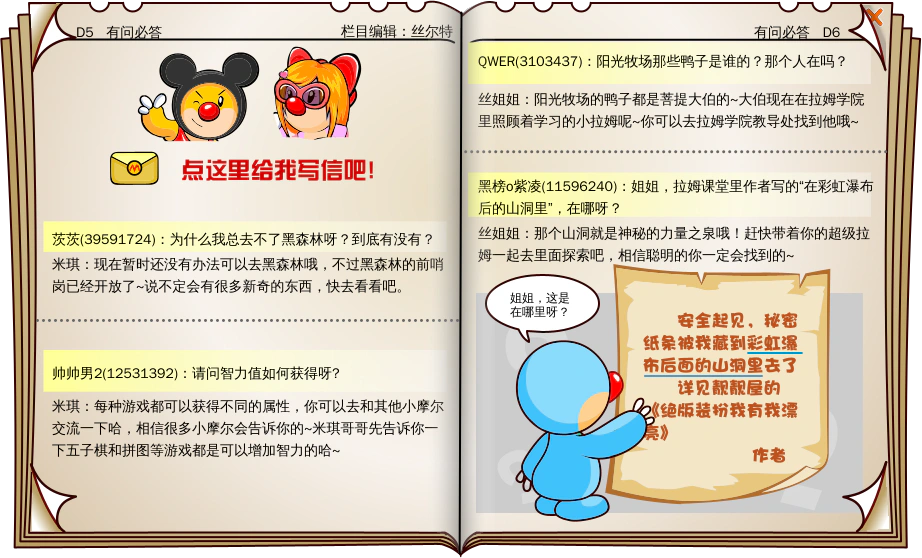 D5 有问必答
栏目编辑：丝尔特
点这里给我写信吧!
茨茨(39591724)：为什么我总去不了黑森林呀？到底有没有？
米琪：现在暂时还没有办法可以去黑森林哦，不过黑森林的前哨
岗已经开放了~说不定会有很多新奇的东西，快去看看吧。
帅帅男2(12531392)：请问智力值如何获得呀?
米琪：每种游戏都可以获得不同的属性，你可以去和其他小摩尔
交流一下哈，相信很多小摩尔会告诉你的~米琪哥哥先告诉你一
下五子棋和拼图等游戏都是可以增加智力的哈~
有问必答 D6
QWER(3103437)：阳光牧场那些鸭子是谁的？那个人在吗？
丝姐姐：阳光牧场的鸭子都是菩提大伯的~大伯现在在拉姆学院
里照顾着学习的小拉姆呢~你可以去拉姆学院教导处找到他哦~
黑榜o紫凌(11596240)：姐姐，拉姆课堂里作者写的“在彩虹瀑布
后的山洞里”，在哪呀？
丝姐姐：那个山洞就是神秘的力量之泉哦！赶快带着你的超级拉
姆一起去里面探索吧，相信聪明的你一定会找到的~
姐姐，这是
在哪里呀？
安全起见，秘密
纸条被我藏到彩虹瀑
布后面的山洞里去了
详见靓靓屋的
《绝版装扮我有我漂
亮》
作者